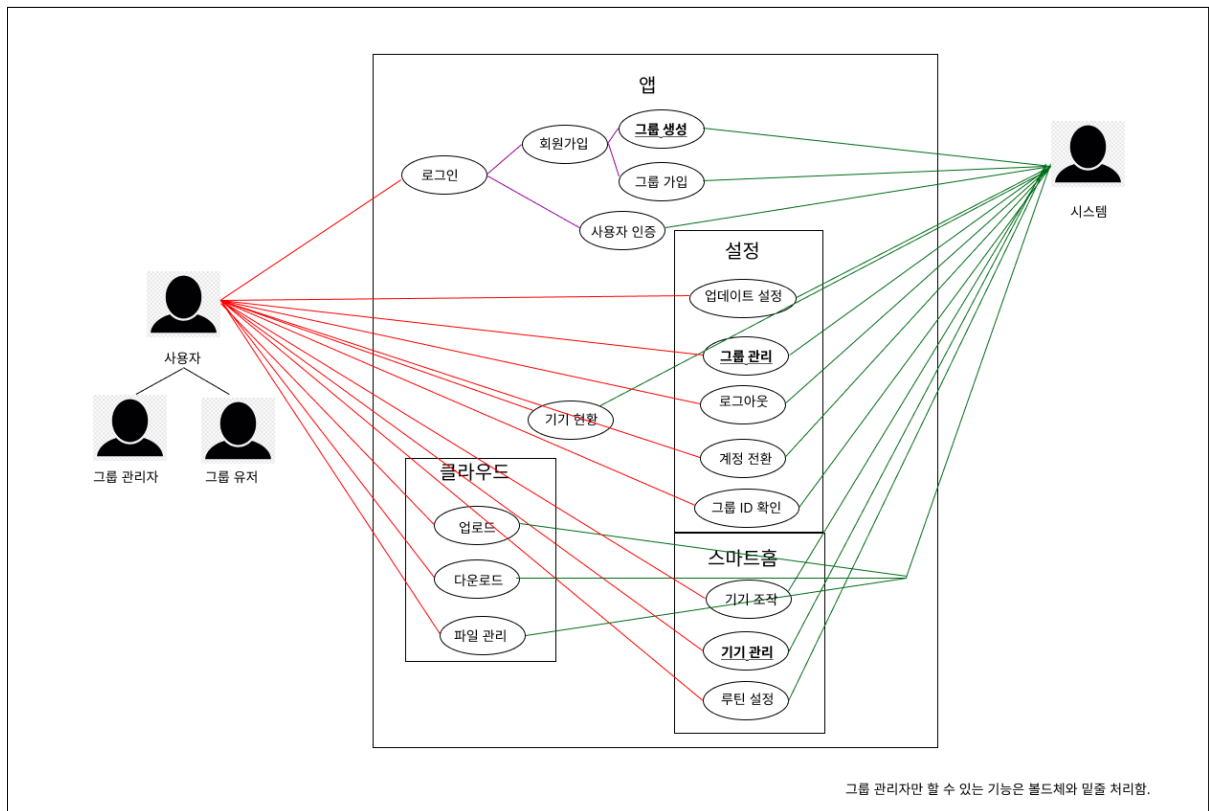 앱
그룹 생성
회원가입
로그인
그룹 가입
시스템
사용자 인증
설정
업데이트 설정
사용자
그룹 관리
로그아웃
기기 현황
계정 전환
그룹 관리자
그룹 유저
클라우드
그룹 ID 확인
업로드
스마트홈
다운로드
기기 조작
파일 관리
기기 관리
루틴 설정
그룹 관리자만 할 수 있는 기능은 볼드체와 밑줄 처리함.